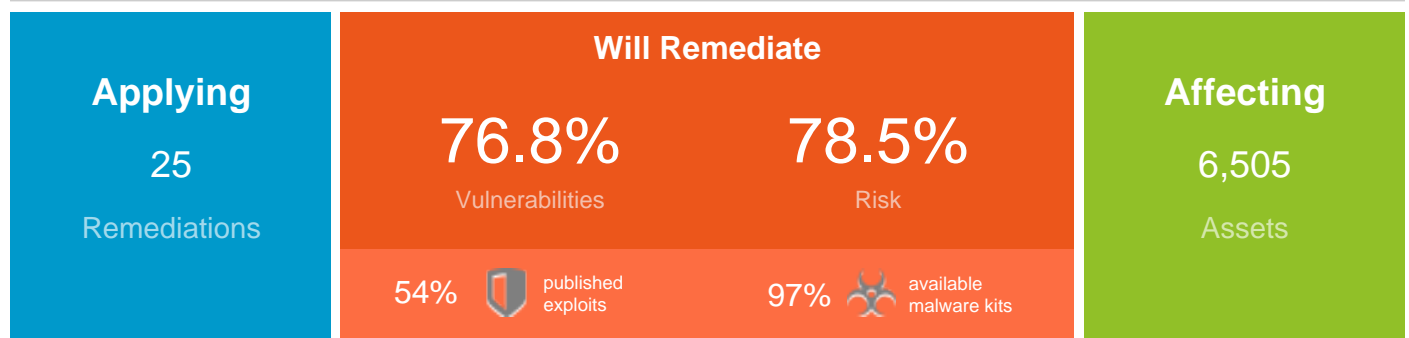 Applying
25
Remediations
Will Remediate
76.8%
Vulnerabilities
78.5%
Risk
54%
published
exploits
97%
available
malware kits
Affecting
6,505
Assets